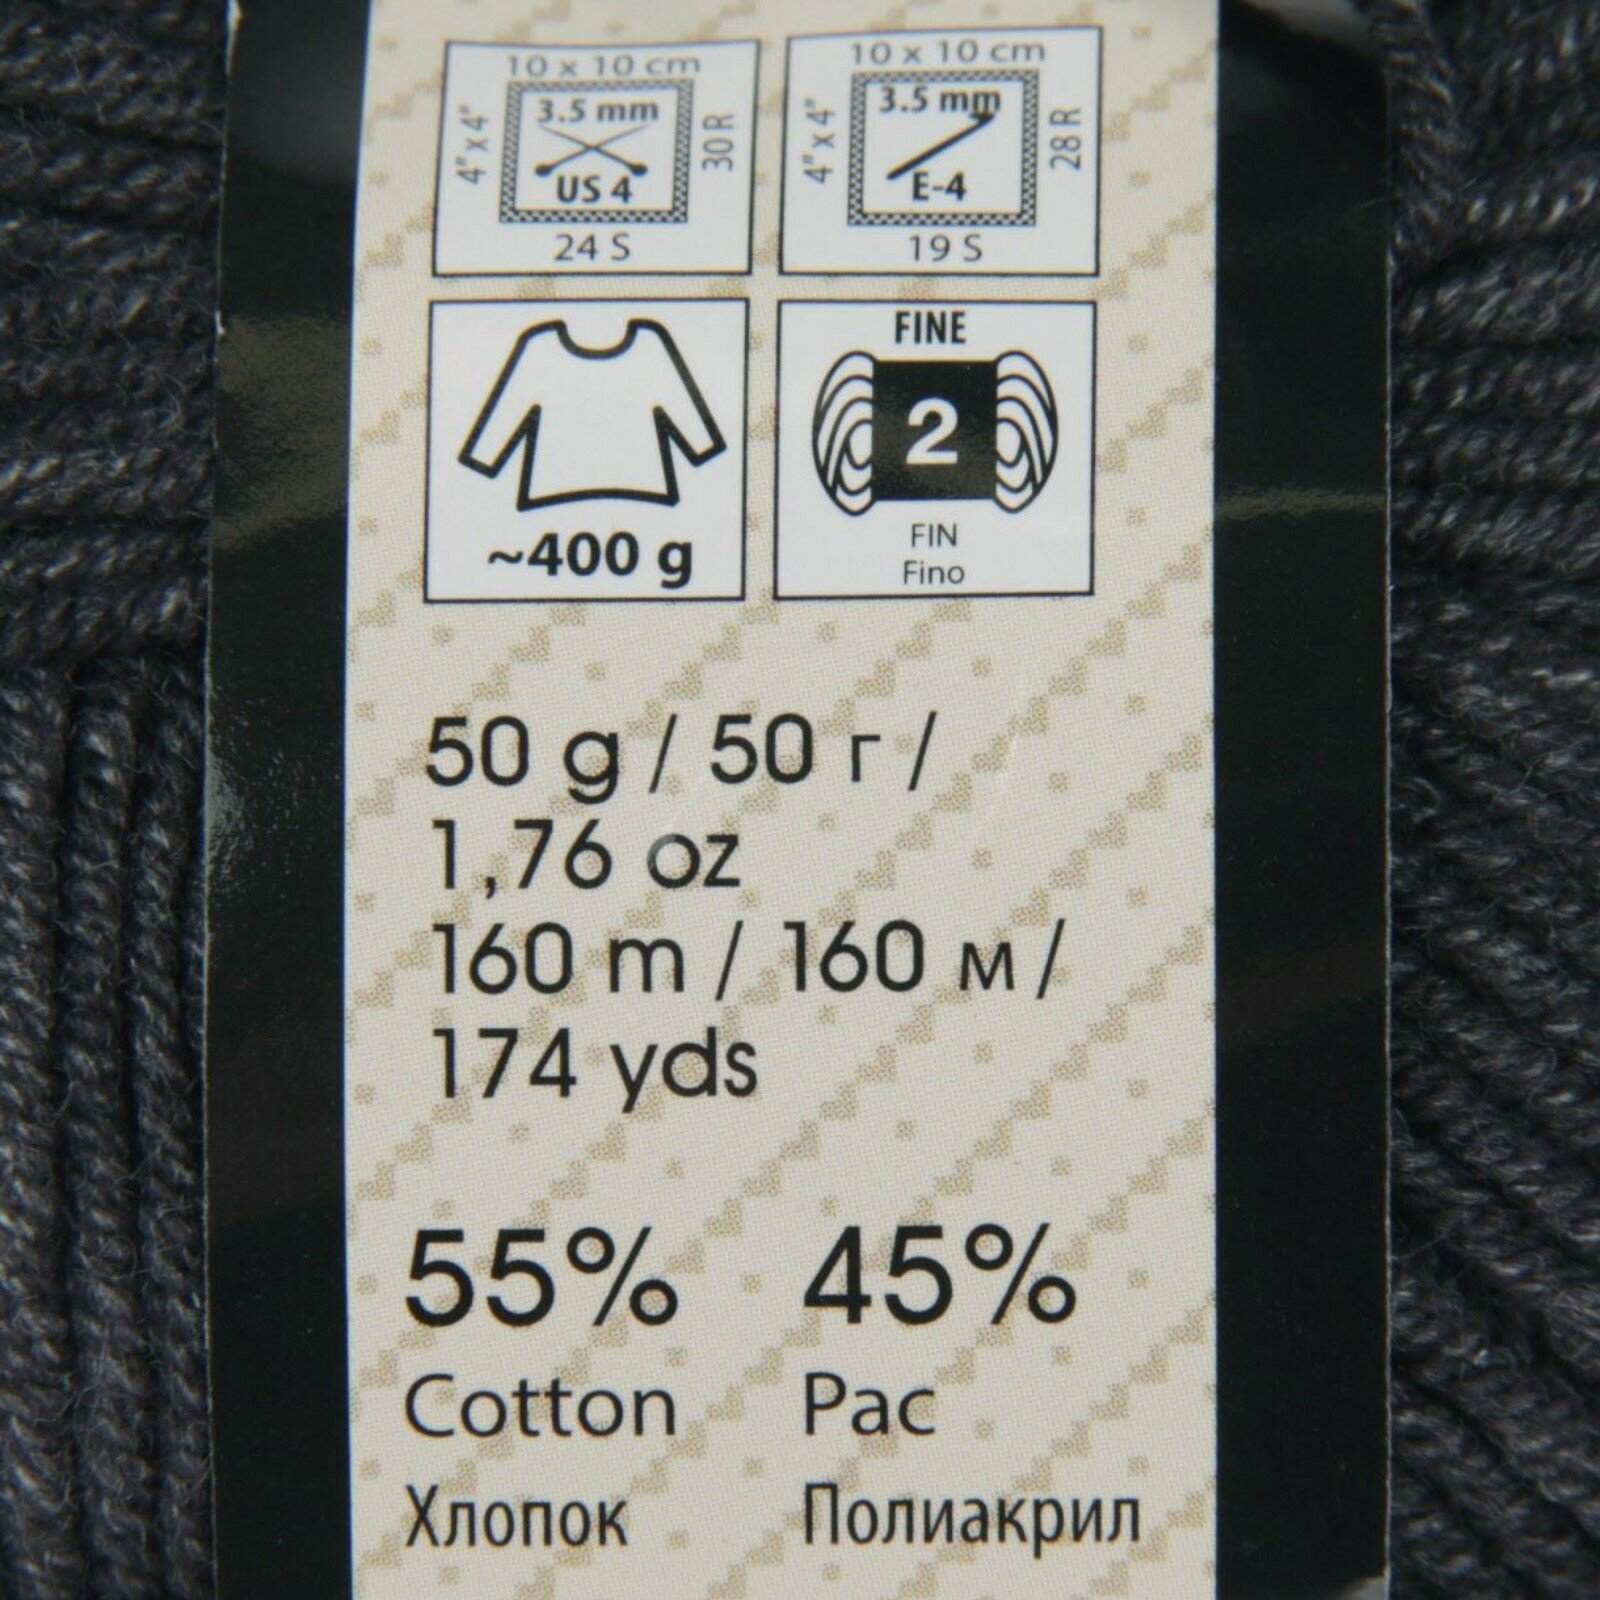 10 x 10 cm
4" x 4"
3.5 mm
US 4
30 R
24 S
10 x 10 cm
4" x 4"
3.5 mm
E-4
28 R
19 S
~400 g
FINE
2
FIN
Fino
50 g / 50 г /
1,76 oz
160 m / 160 м /
174 yds
55% 45%
Cotton Pac
Хлопок Полиакрил